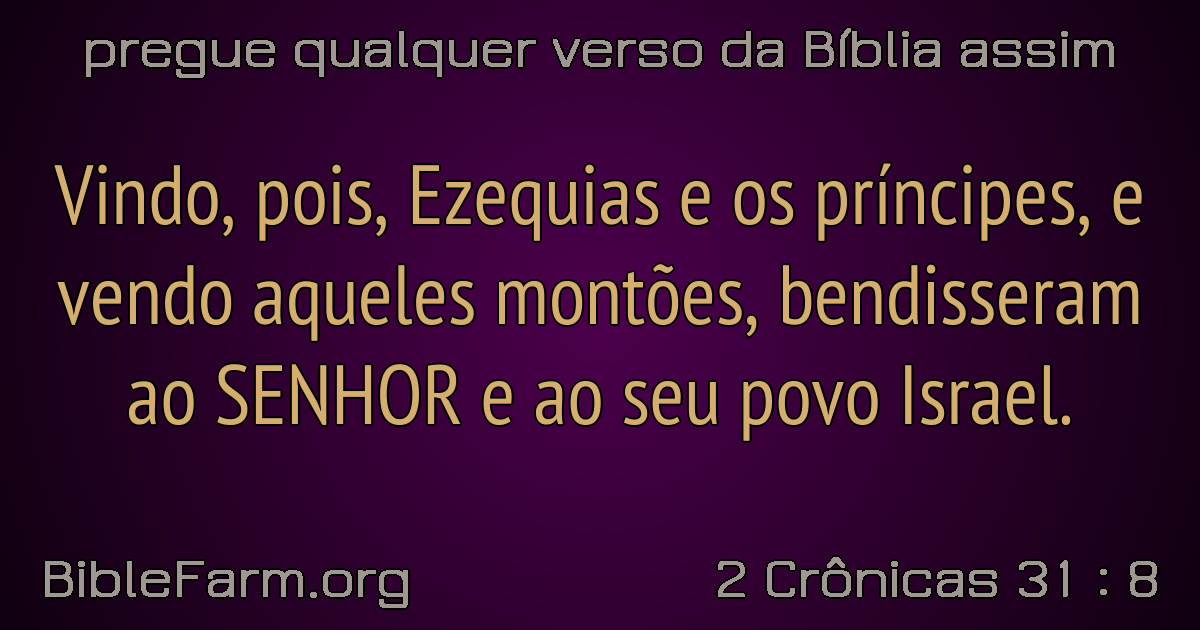 pregue qualquer verso da Bíblia assim
Vindo, pois, Ezequias e os príncipes, e
vendo aqueles montões, bendisseram
ao SENHOR e ao seu povo Israel.
BibleFarm.org
2 Crônicas 31 : 8